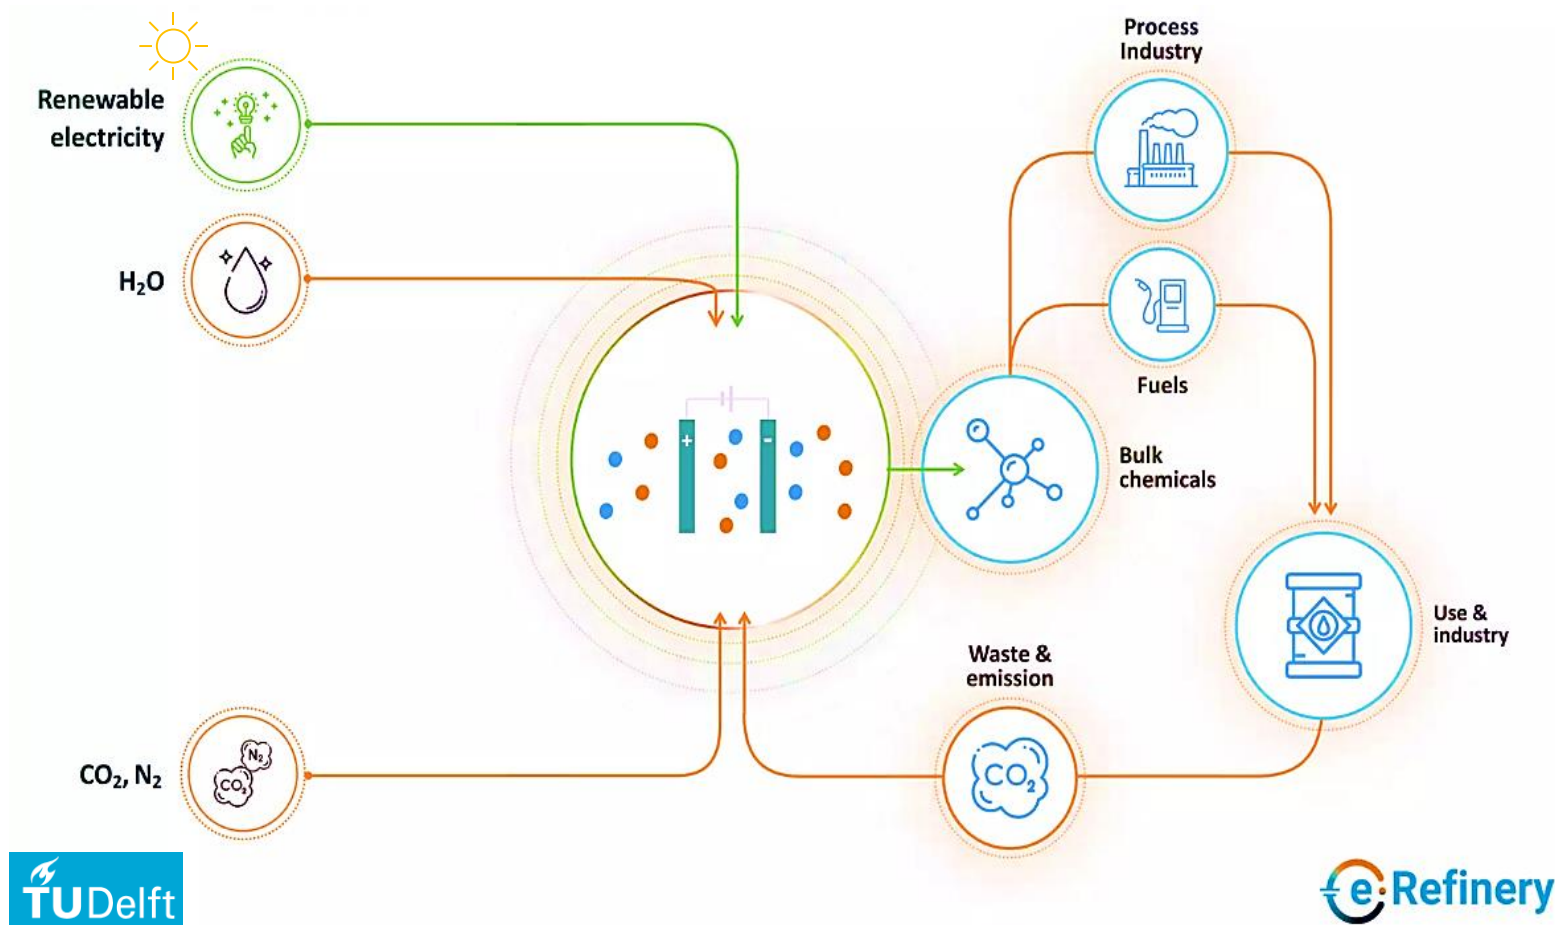 Process
Industry
Renewable
electricity
H₂O
Fuels
+
-
Bulk
chemicals
Use &
industry
Waste &
emission
N₂
CO₂
CO₂, N₂
CO₂
TUDelft
e Refinery